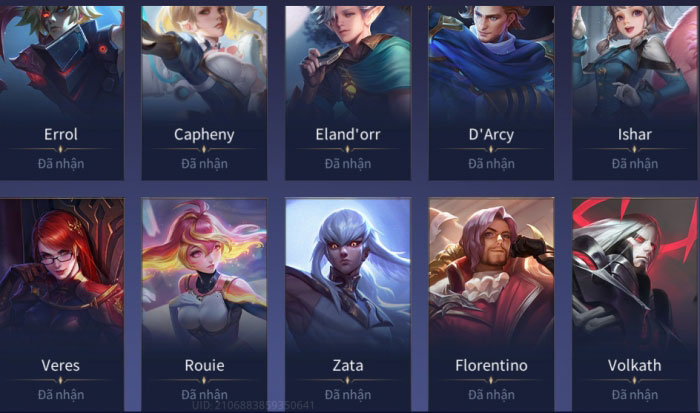 Errol Capheny Eland'orr D'Arcy Ishar
Đã nhận Đã nhận Đã nhận Đã nhận Đã nhận
Veres Rouie Zata Florentino Volkath
Đã nhận Đã nhận Đã nhận Đã nhận Đã nhận
UID: 2106883859350641